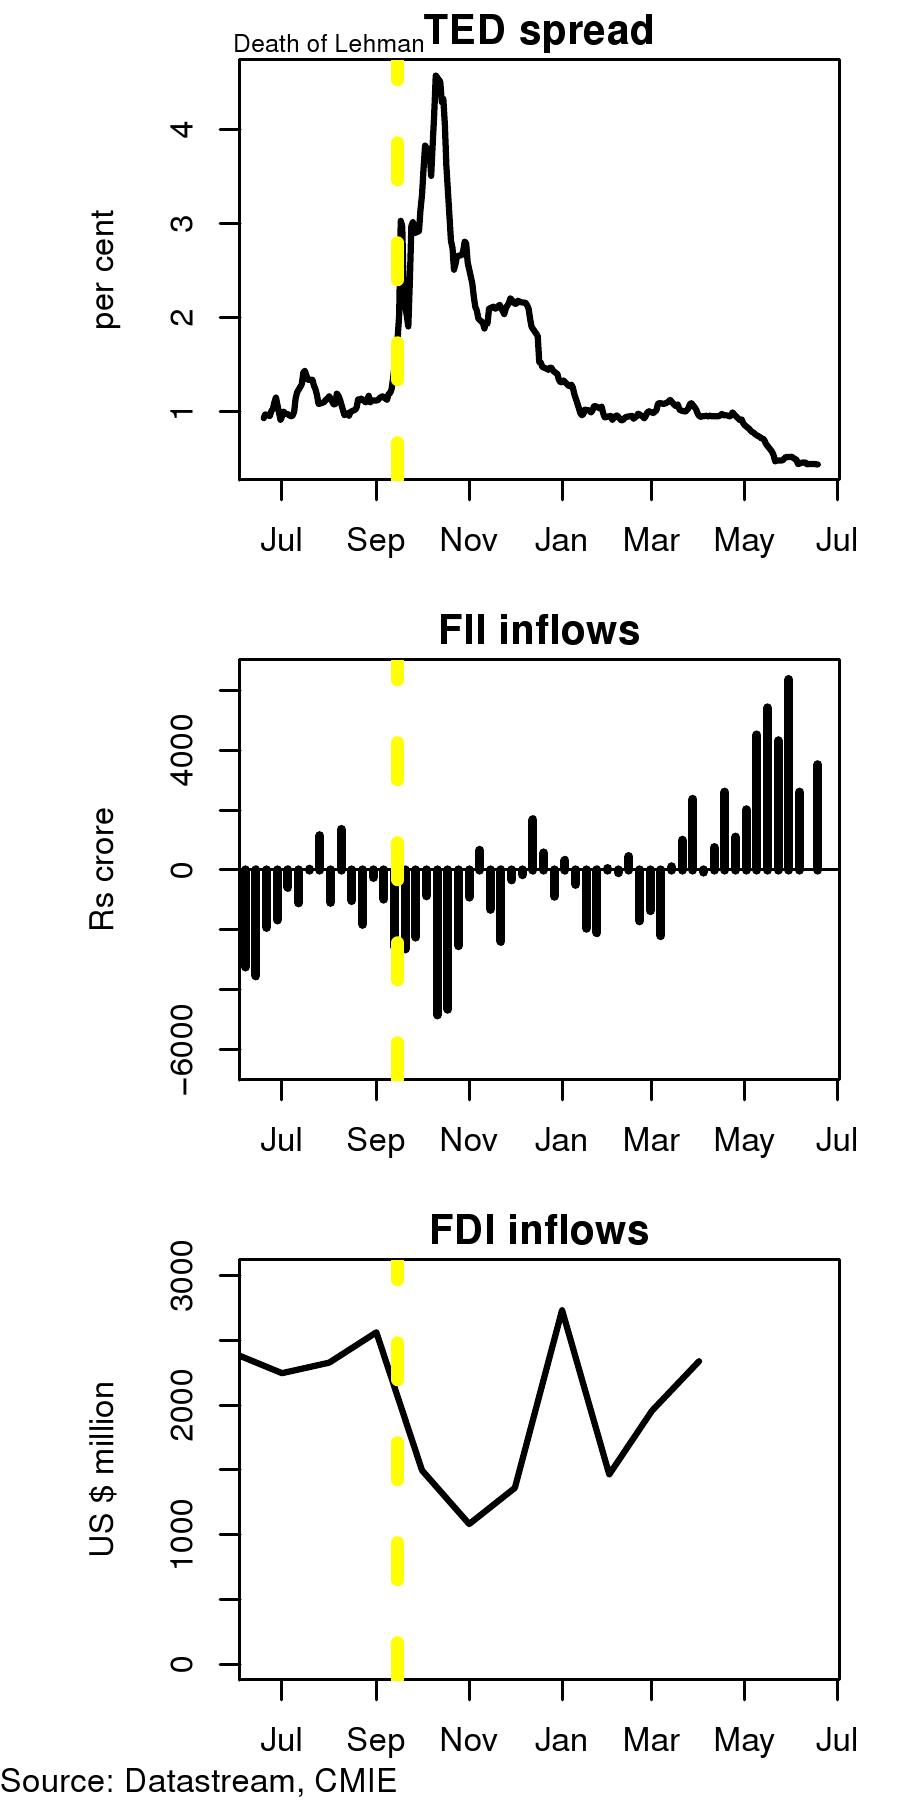 Death of Lehman TED spread
per cent
4
3
2
1
Jul Sep Nov Jan Mar May Jul
FII inflows
Rs crore
4000
0
−6000
Jul Sep Nov Jan Mar May Jul
FDI inflows
US $ million
3000
2000
1000
0
Jul Sep Nov Jan Mar May Jul
Source: Datastream, CMIE